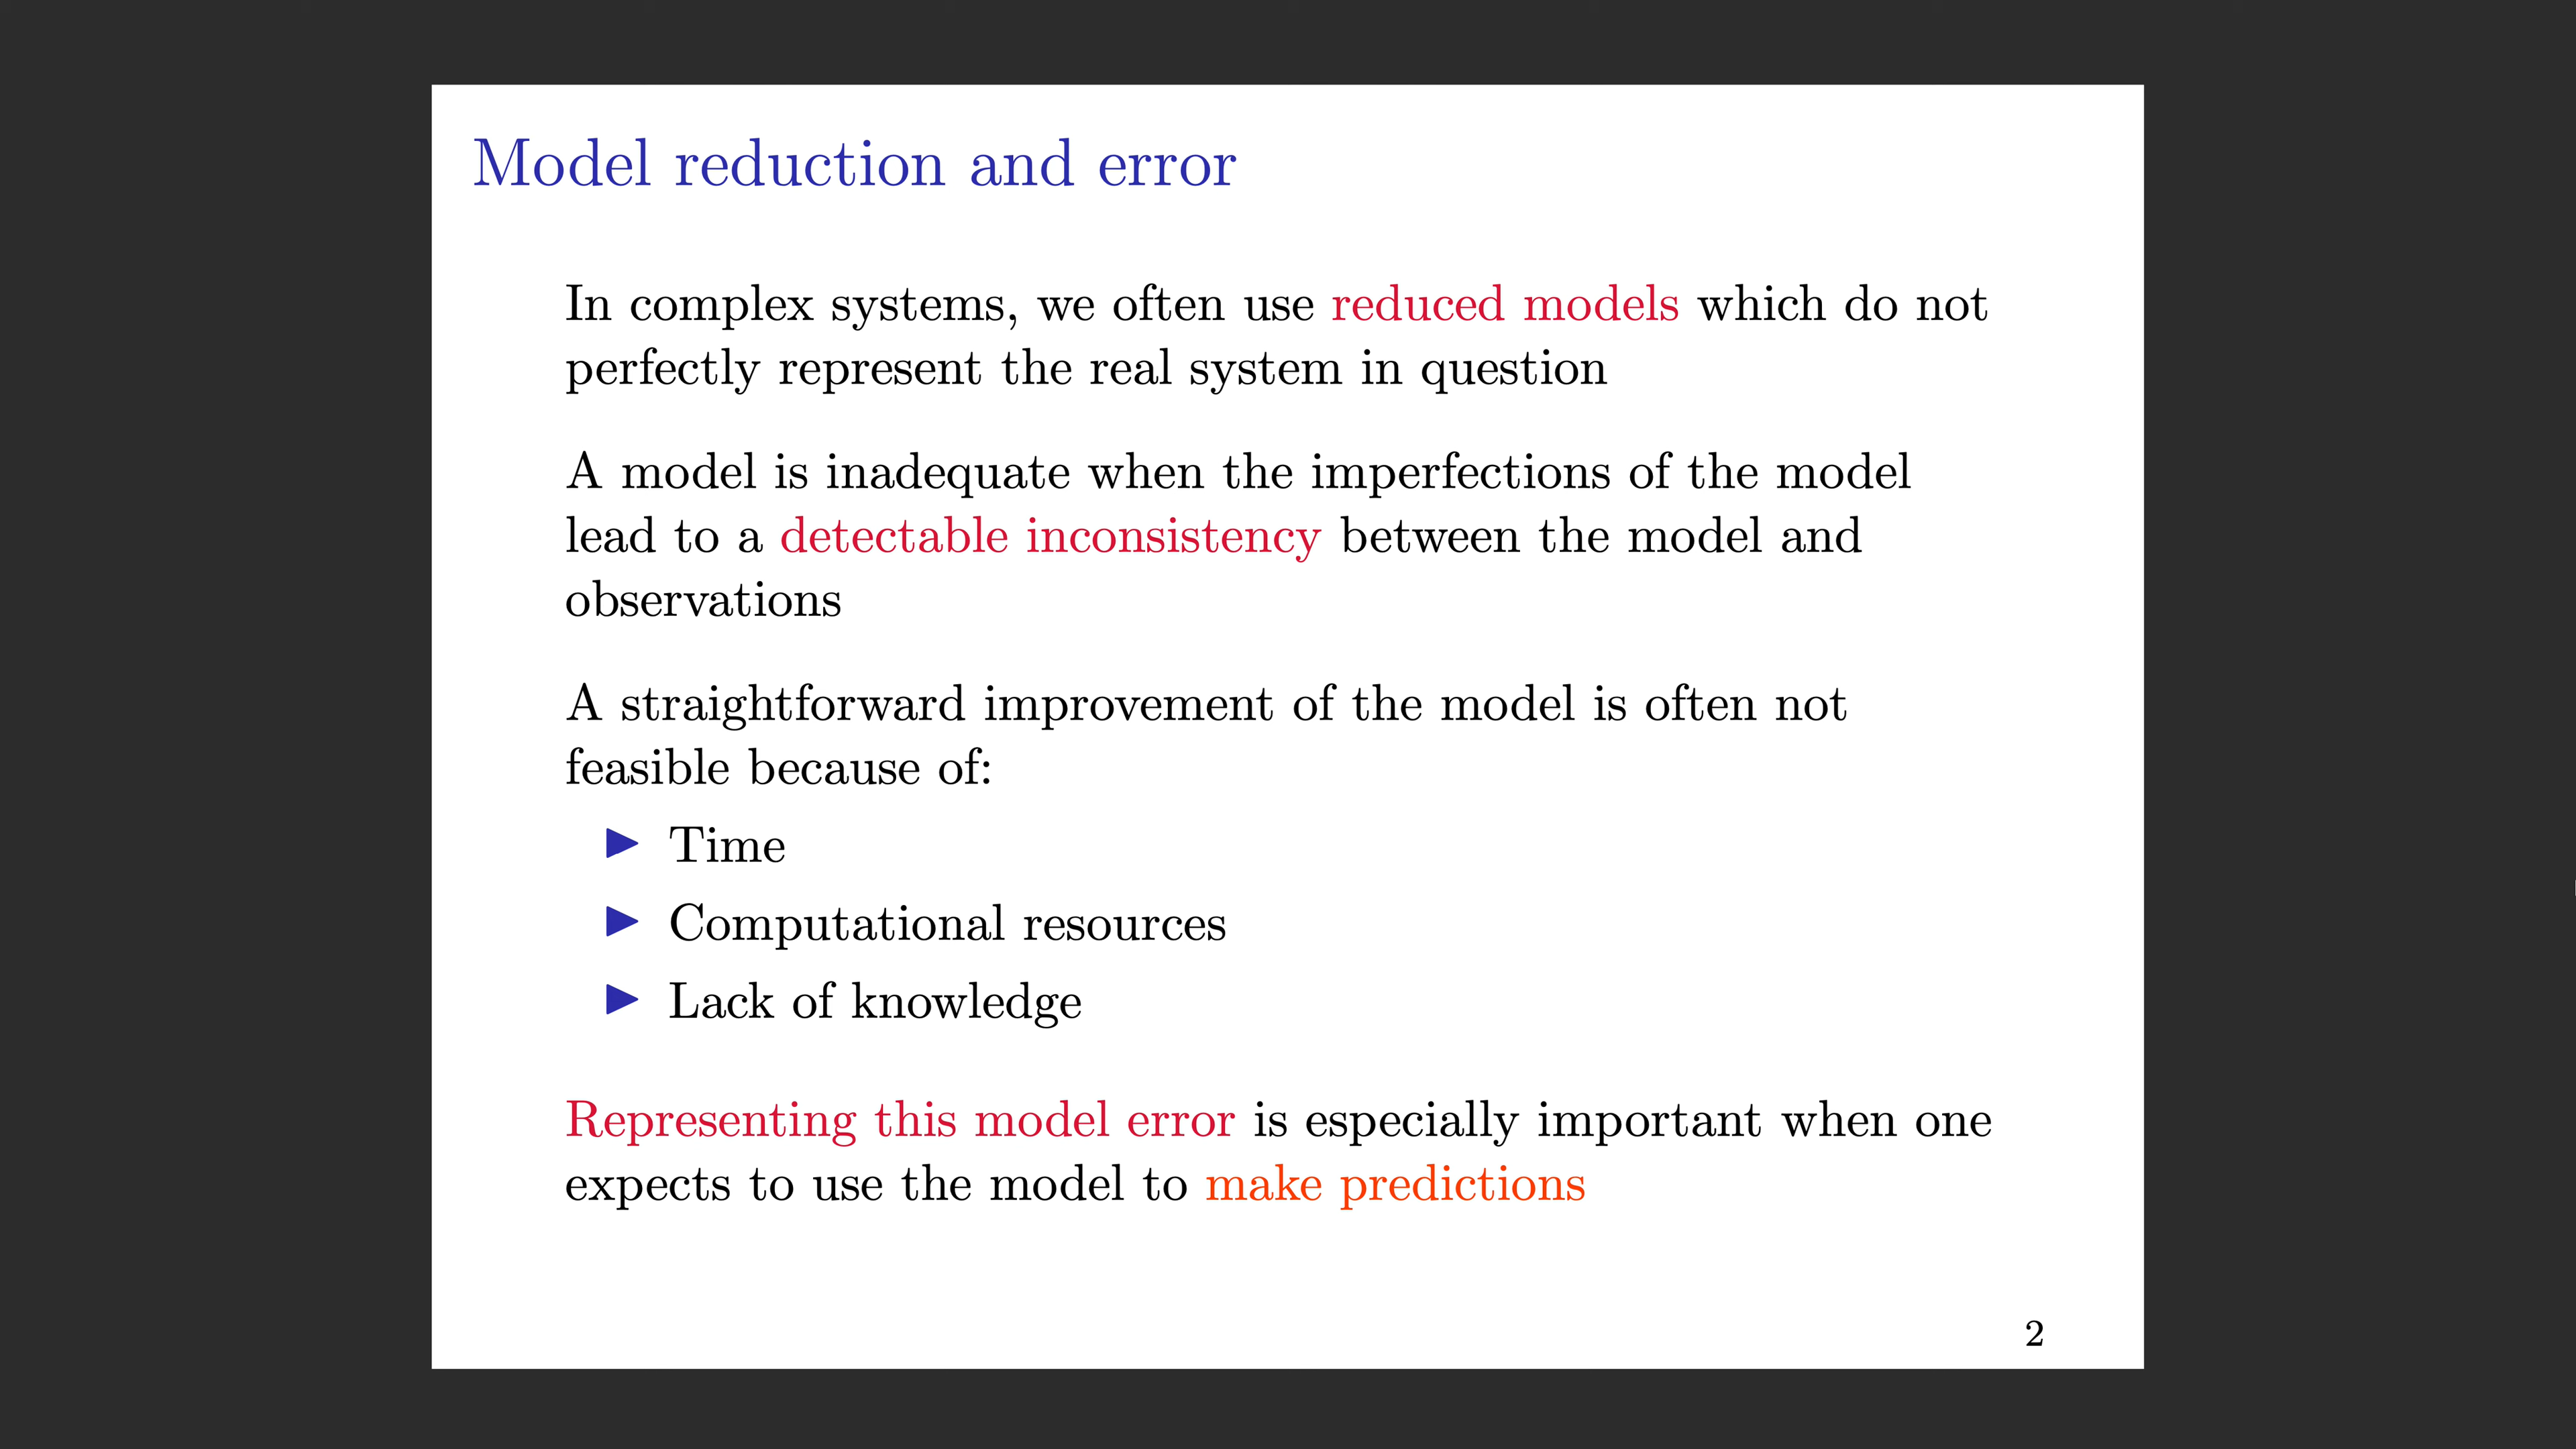 Model reduction and error
In complex systems, we often use reduced models which do not
perfectly represent the real system in question
A model is inadequate when the imperfections of the model
lead to a detectable inconsistency between the model and
observations
A straightforward improvement of the model is often not
feasible because of:
Time
Computational resources
Lack of knowledge
Representing this model error is especially important when one
expects to use the model to make predictions
2